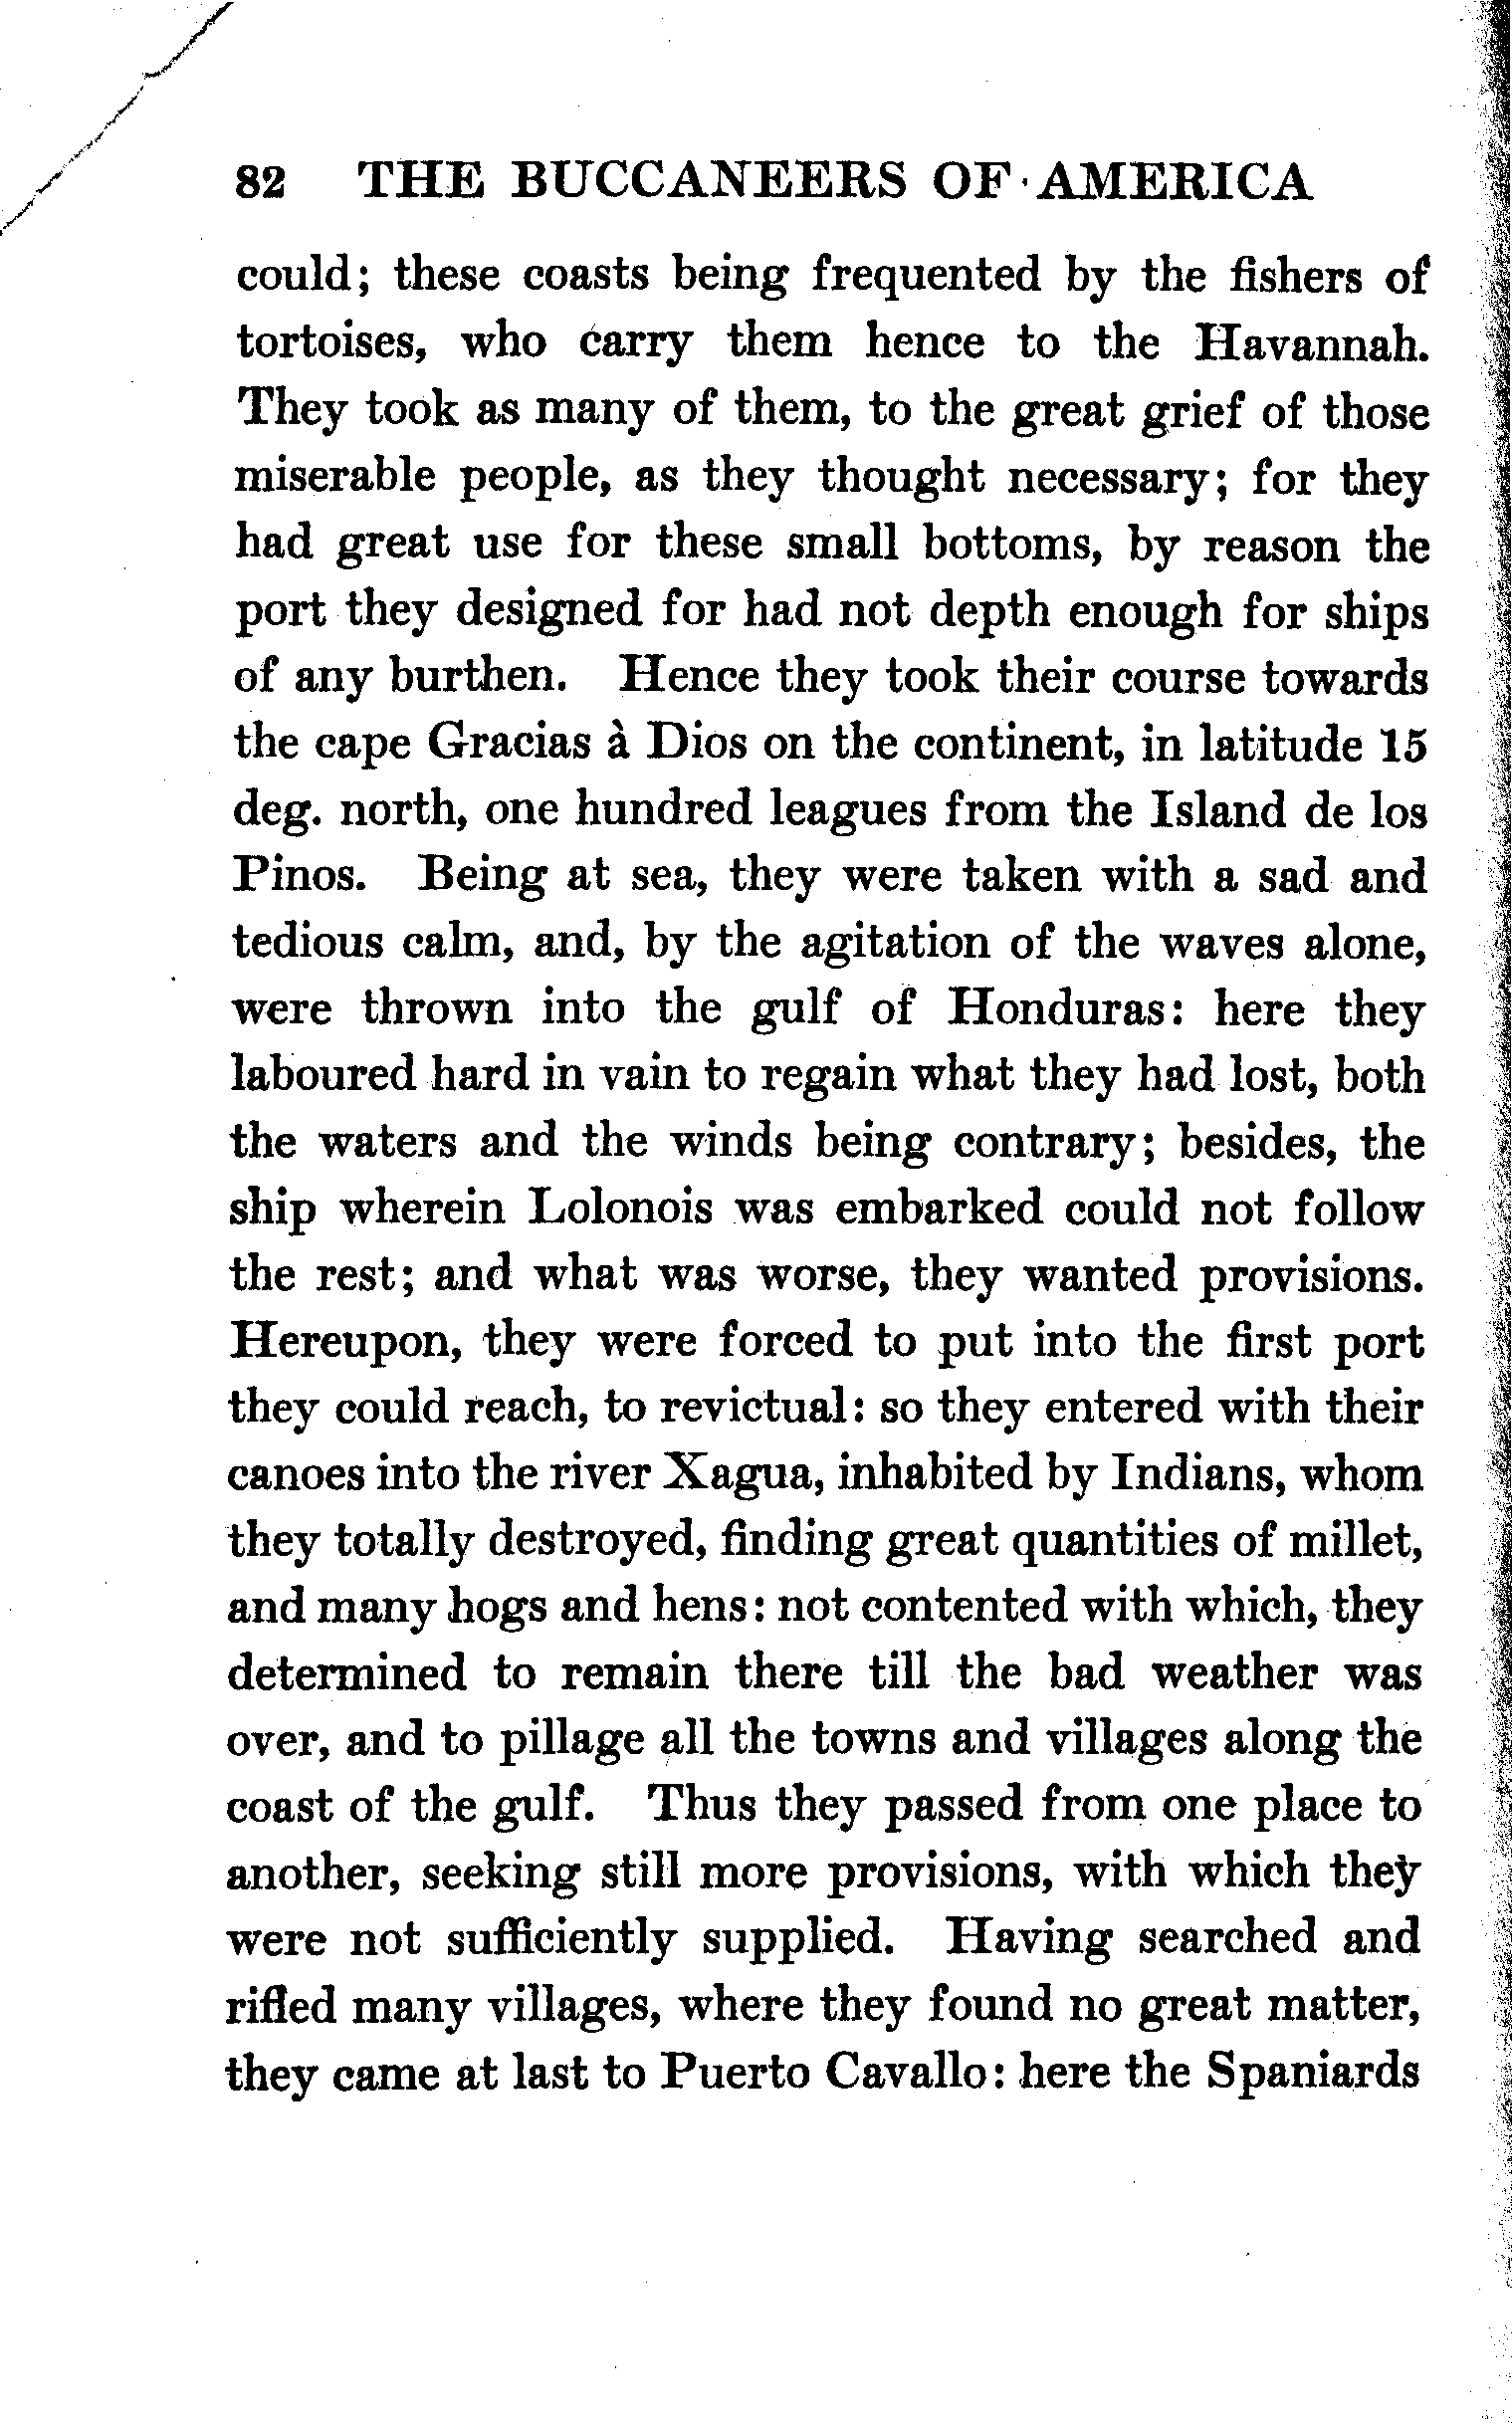 82 THE BUCCANEERS OF AMERICA
could; these coasts being frequented by the fishers of
tortoises, who carry them hence to the Havannah.
They took as many of them, to the great grief of those
miserable people, as they thought necessary; for they
had great use for these small bottoms, by reason the
port they designed for had not depth enough for ships
of any burthen. Hence they took their course towards
the cape Gracias à Dios on the continent, in latitude 15
deg. north, one hundred leagues from the Island de los
Pinos. Being at sea, they were taken with a sad and
tedious calm, and, by the agitation of the waves alone,
were thrown into the gulf of Honduras: here they
laboured hard in vain to regain what they had lost, both
the waters and the winds being contrary; besides, the
ship wherein Lolonois was embarked could not follow
the rest; and what was worse, they wanted provisions.
Hereupon, they were forced to put into the first port
they could reach, to revictual: so they entered with their
canoes into the river Xagua, inhabited by Indians, whom
they totally destroyed, finding great quantities of millet,
and many hogs and hens: not contented with which, they
determined to remain there till the bad weather was
over, and to pillage all the towns and villages along the
coast of the gulf. Thus they passed from one place to
another, seeking still more provisions, with which they
were not sufficiently supplied. Having searched and
rifled many villages, where they found no great matter,
they came at last to Puerto Cavallo: here the Spaniards